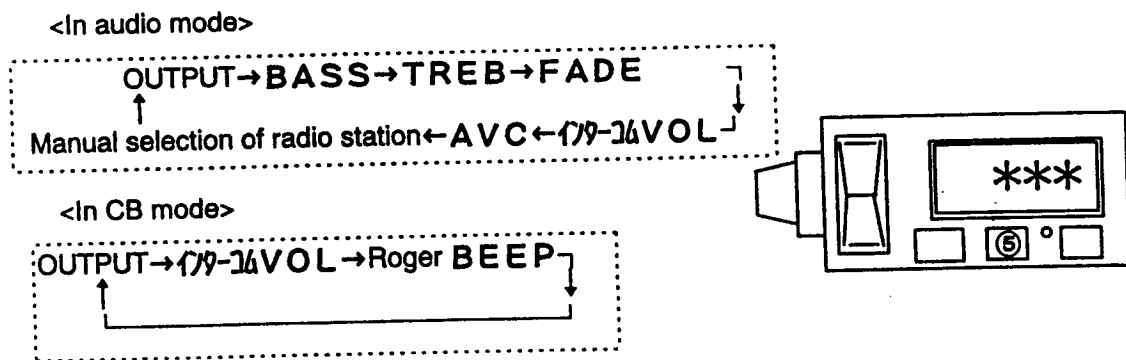 <In audio mode>
OUTPUT→BASS→TREB→FADE
Manual selection of radio station←AVC←インターコムVOL
<In CB mode>
OUTPUT→インターコムVOL→Roger BEEP
***
⑤